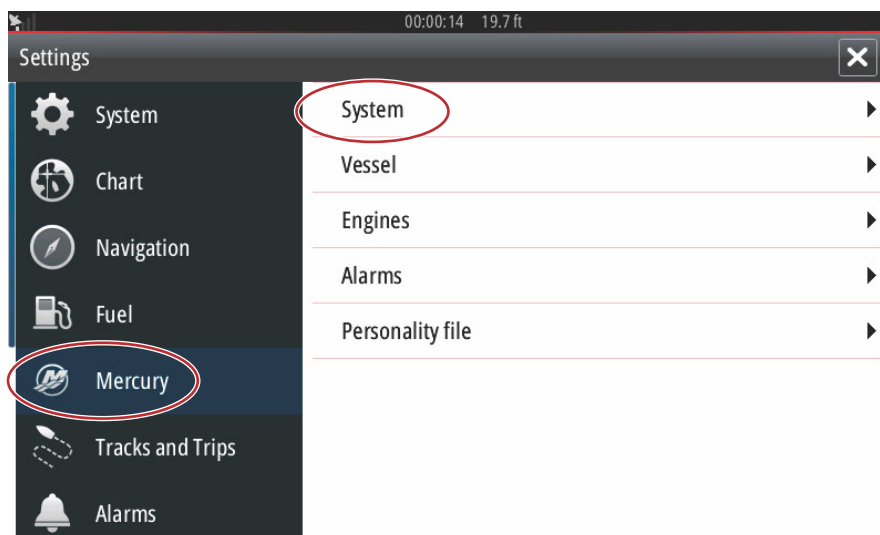 00:00:14 19.7 ft
Settings
System
Chart
Navigation
Fuel
Mercury
Tracks and Trips
Alarms
System
Vessel
Engines
Alarms
Personality file